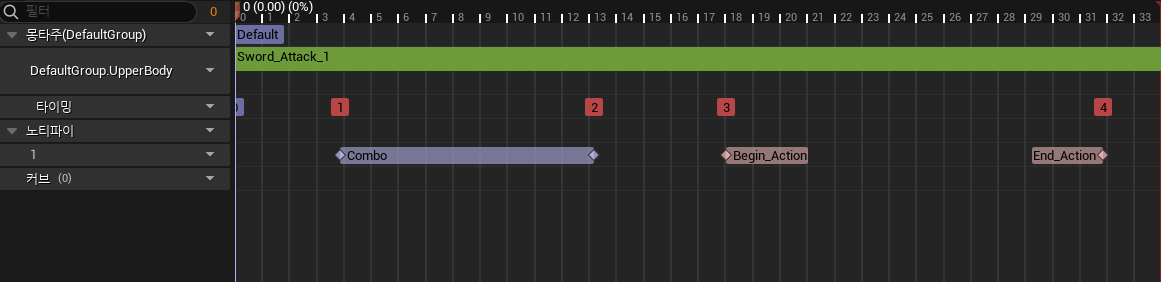 필터 0 0 (0.00) (0%)
0 1 2 3 4 5 6 7 8 9 10 11 12 13 14 15 16 17 18 19 20 21 22 23 24 25 26 27 28 29 30 31 32 33
몽타주(DefaultGroup) Default
Sword_Attack_1
DefaultGroup.UpperBody
타이밍 1 2 3 4
노티파이
1 Combo Begin_Action End_Action
커브 (0)